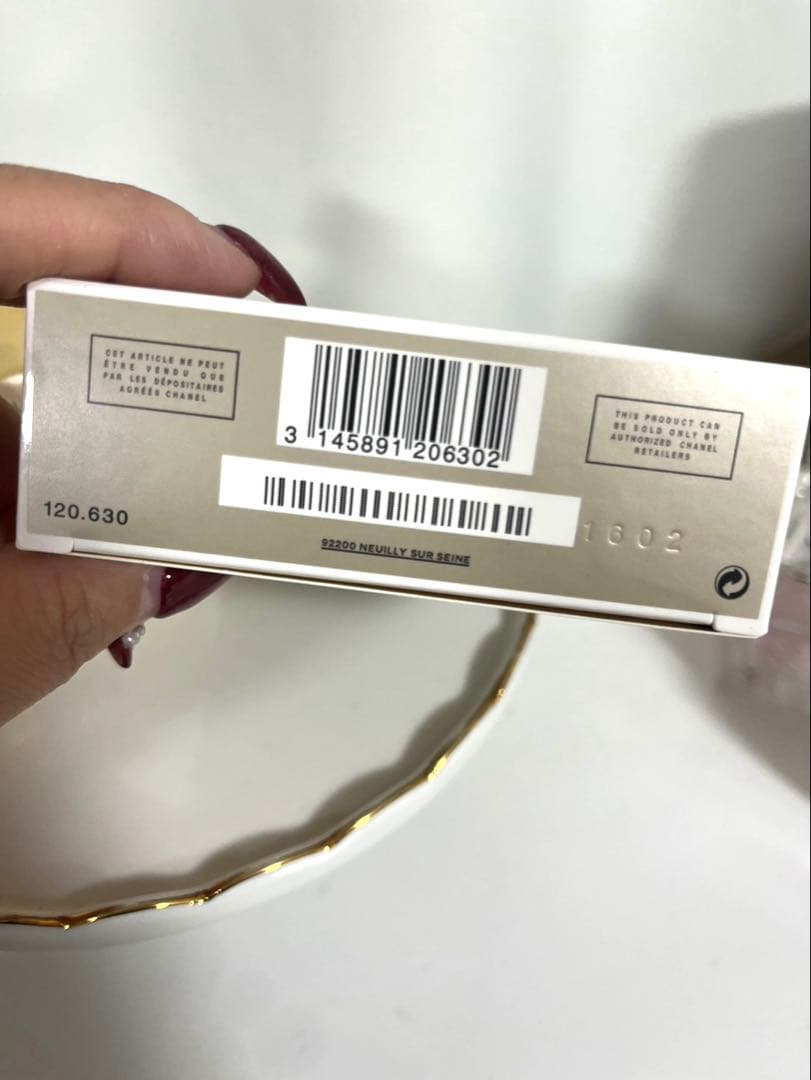 CET ARTICLE NE PEUT
ÊTRE VENDU QUE
PAR LES DÉPOSITAIRES
AGRÉÉS CHANEL
3 145891 206302
THIS PRODUCT CAN
BE SOLD ONLY BY
AUTHORIZED CHANEL
RETAILERS
120.630
92200 NEUILLY SUR SEINE
1602